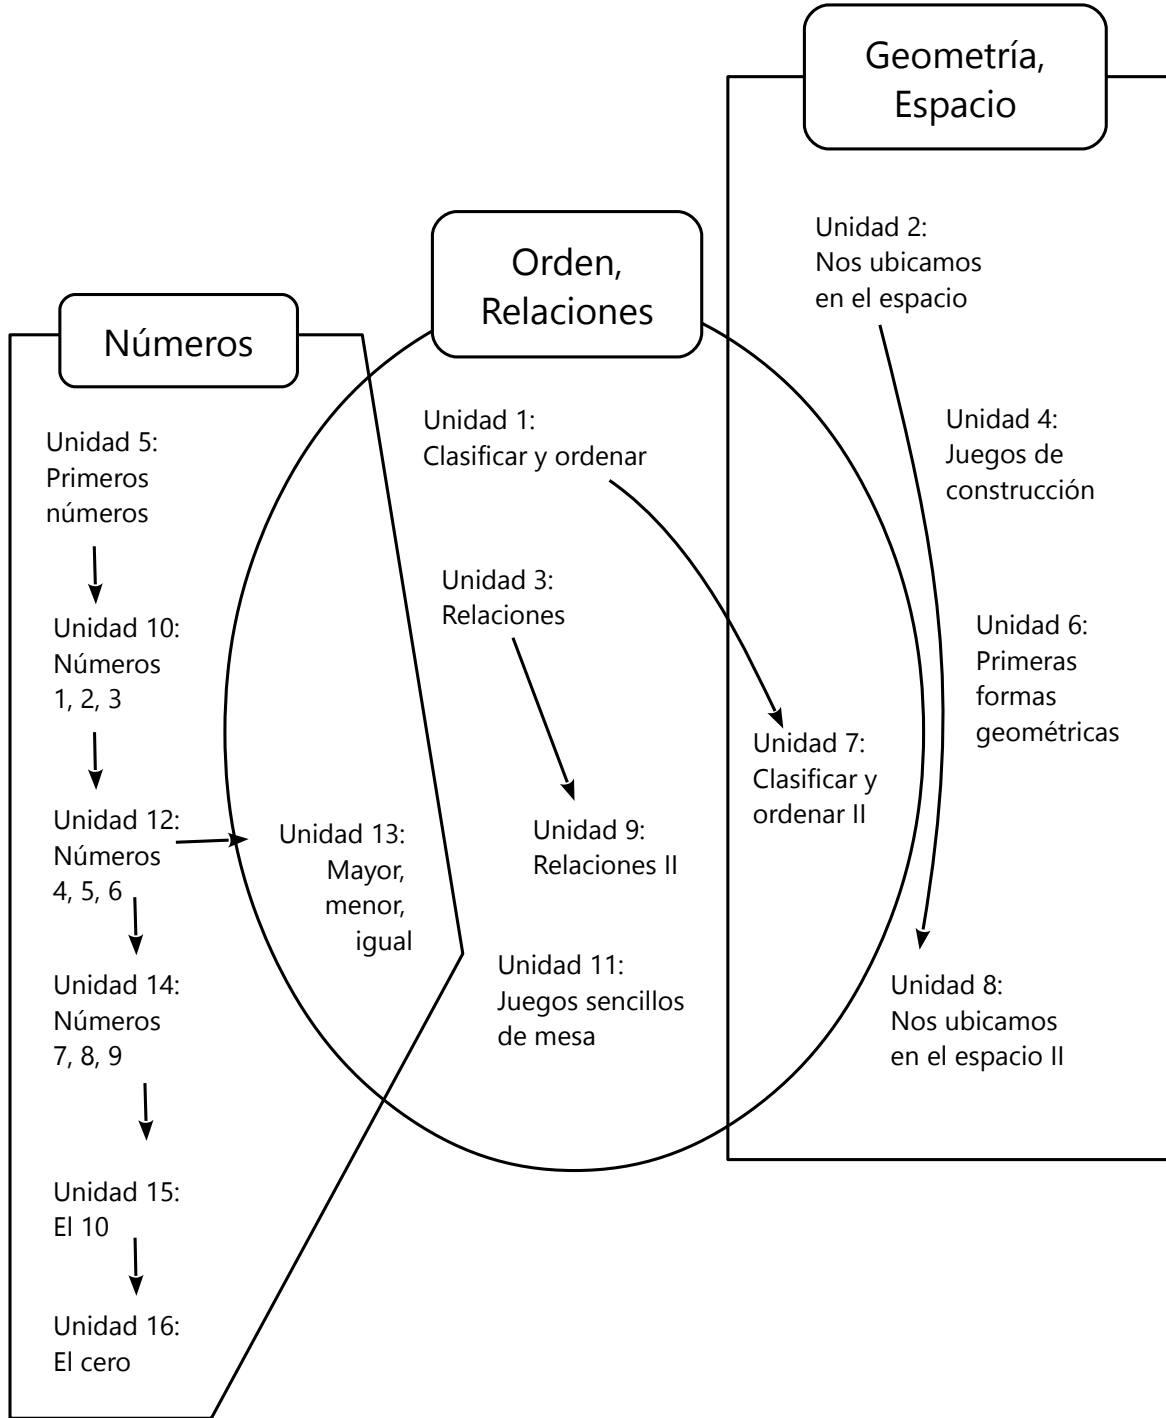 Geometría,
Espacio
Orden,
Relaciones
Números
Unidad 5:
Primeros
números
Unidad 10:
Números
1, 2, 3
Unidad 12:
Números
4, 5, 6
Unidad 14:
Números
7, 8, 9
Unidad 15:
El 10
Unidad 16:
El cero
Unidad 13:
Mayor,
menor,
igual
Unidad 1:
Clasificar y ordenar
Unidad 3:
Relaciones
Unidad 9:
Relaciones II
Unidad 11:
Juegos sencillos
de mesa
Unidad 7:
Clasificar y
ordenar II
Unidad 2:
Nos ubicamos
en el espacio
Unidad 4:
Juegos de
construcción
Unidad 6:
Primeras
formas
geométricas
Unidad 8:
Nos ubicamos
en el espacio II